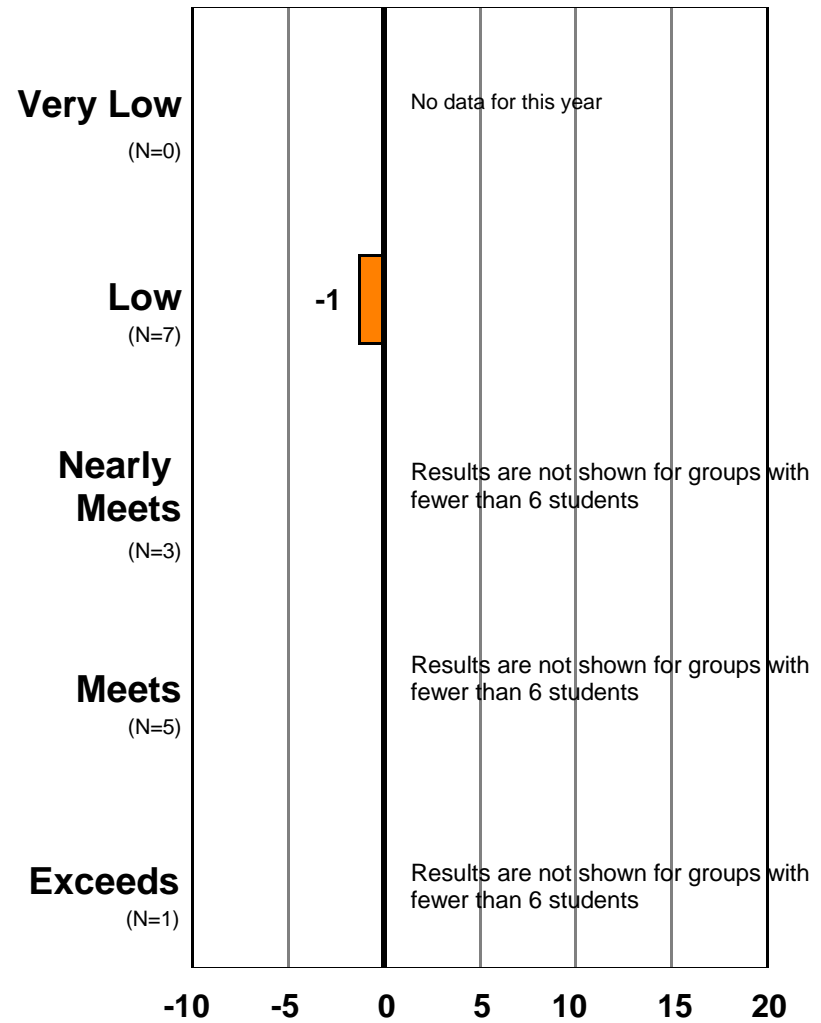 Very Low
No data for this year
(N=0)
Low
-1
(N=7)
Nearly
Meets
Results are not shown for groups with
fewer than 6 students
(N=3)
Meets
Results are not shown for groups with
fewer than 6 students
(N=5)
Exceeds
Results are not shown for groups with
fewer than 6 students
(N=1)
-10 -5 0 5 10 15 20